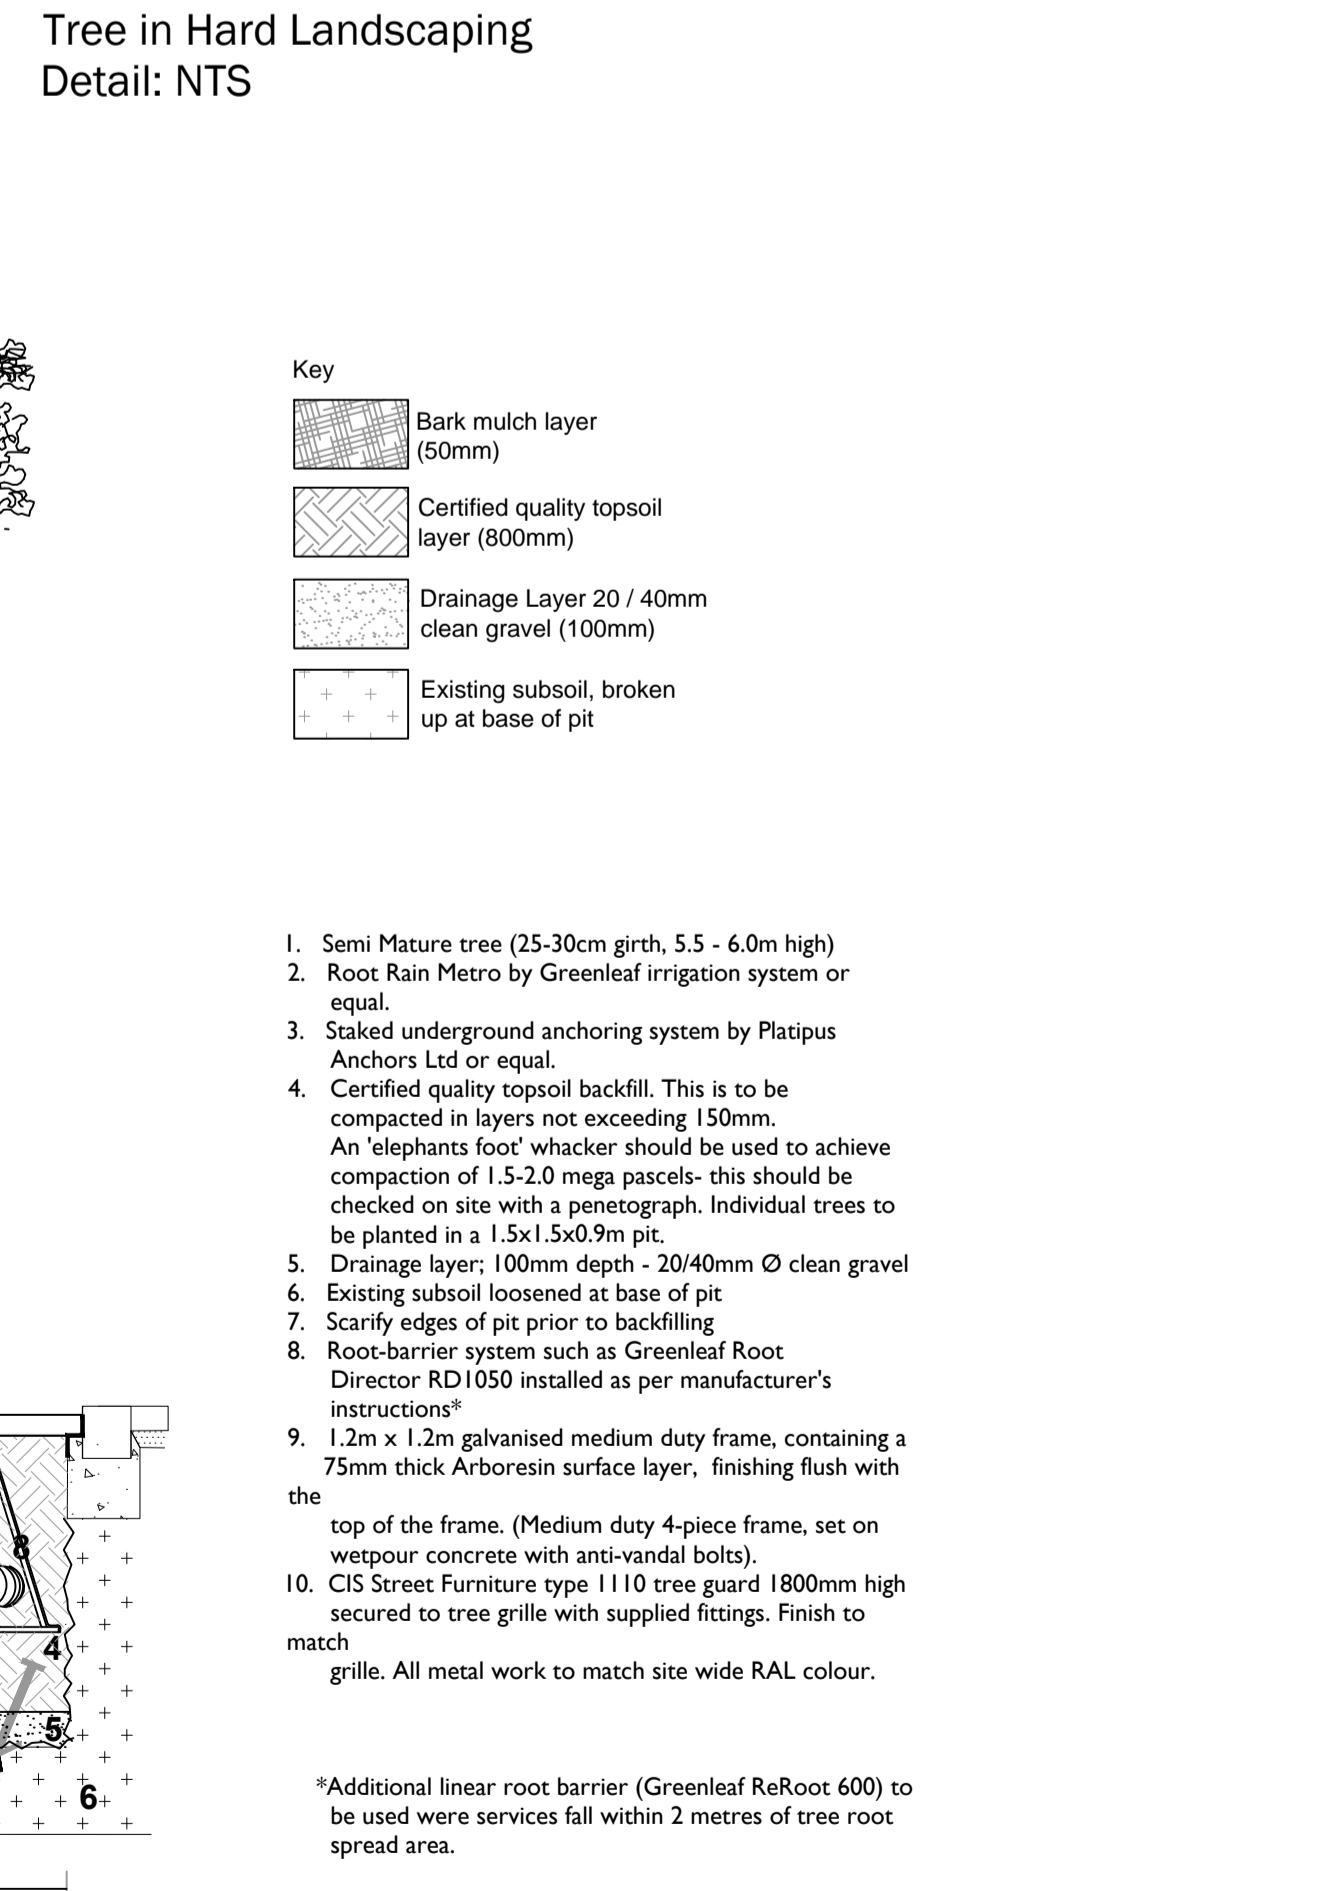 Tree in Hard Landscaping
Detail: NTS
Key
Bark mulch layer
(50mm)
Certified quality topsoil
layer (800mm)
Drainage Layer 20 / 40mm
clean gravel (100mm)
Existing subsoil, broken
up at base of pit
1. Semi Mature tree (25-30cm girth, 5.5 - 6.0m high)
2. Root Rain Metro by Greenleaf irrigation system or
equal.
3. Staked underground anchoring system by Platipus
Anchors Ltd or equal.
4. Certified quality topsoil backfill. This is to be
compacted in layers not exceeding 150mm.
An 'elephants foot' whacker should be used to achieve
compaction of 1.5-2.0 mega pascels- this should be
checked on site with a penetograph. Individual trees to
be planted in a 1.5x1.5x0.9m pit.
5. Drainage layer; 100mm depth - 20/40mm Ø clean gravel
6. Existing subsoil loosened at base of pit
7. Scarify edges of pit prior to backfilling
8. Root-barrier system such as Greenleaf Root
Director RD1050 installed as per manufacturer's
instructions*
9. 1.2m x 1.2m galvanised medium duty frame, containing a
75mm thick Arboresin surface layer, finishing flush with
the
top of the frame. (Medium duty 4-piece frame, set on
wetpour concrete with anti-vandal bolts).
10. CIS Street Furniture type 1110 tree guard 1800mm high
secured to tree grille with supplied fittings. Finish to
match
grille. All metal work to match site wide RAL colour.
*Additional linear root barrier (Greenleaf ReRoot 600) to
be used were services fall within 2 metres of tree root
spread area.
8
4
5
6